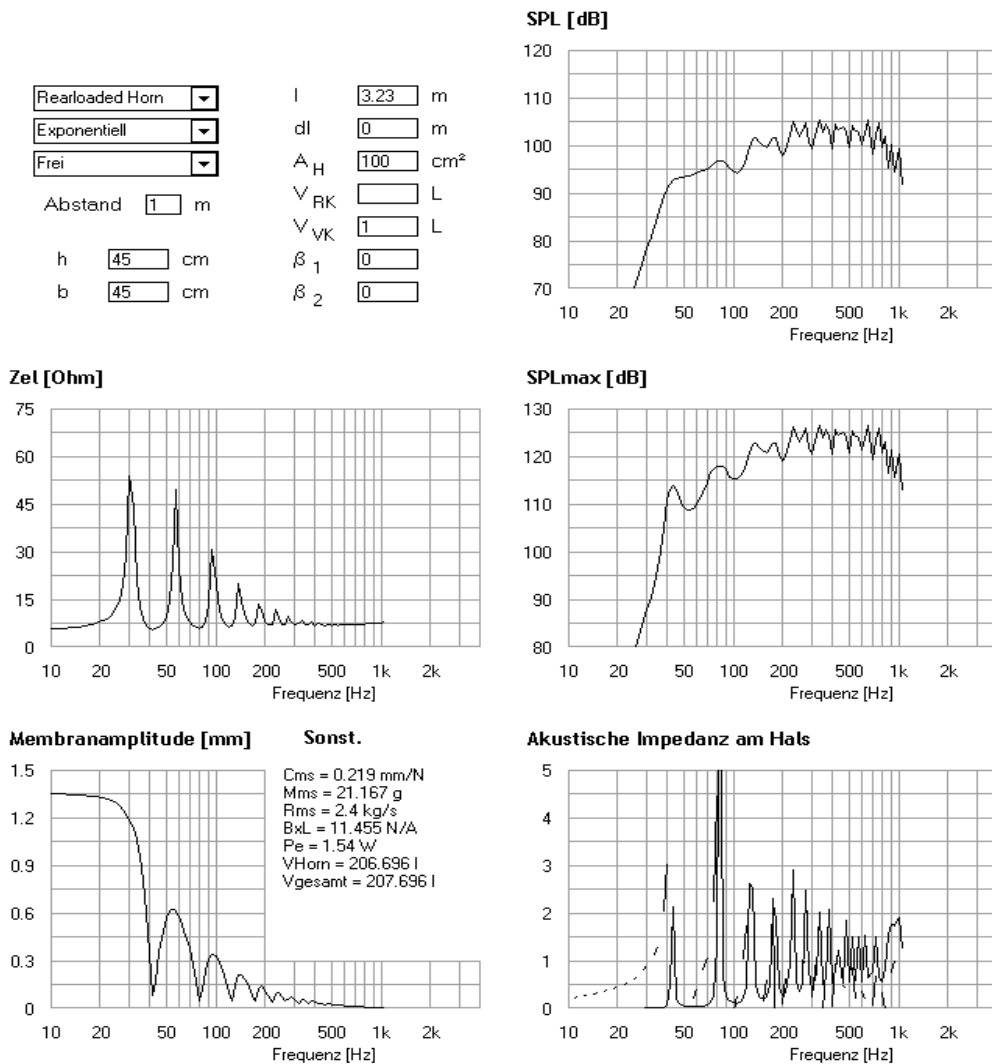 Rearloaded Horn
Exponentiell
Frei
Abstand 1 m
h 45 cm
b 45 cm
l 3.23 m
dl 0 m
A H 100 cm²
V RK L
V VK 1 L
β 1 0
β 2 0
SPL [dB]
120
110
100
90
80
70
10 20 50 100 200 500 1k 2k
Frequenz [Hz]
Zel [Ohm]
75
60
45
30
15
0
10 20 50 100 200 500 1k 2k
Frequenz [Hz]
SPLmax [dB]
130
120
110
100
90
80
10 20 50 100 200 500 1k 2k
Frequenz [Hz]
Membranamplitude [mm]
1.5
1.2
0.9
0.6
0.3
0
10 20 50 100 200 500 1k 2k
Frequenz [Hz]
Sonst.
Cms = 0.219 mm/N
Mms = 21.167 g
Rms = 2.4 kg/s
BxL = 11.455 N/A
Pe = 1.54 W
VHorn = 206.696 l
Vgesamt = 207.696 l
Akustische Impedanz am Hals
5
4
3
2
1
0
10 20 50 100 200 500 1k 2k
Frequenz [Hz]